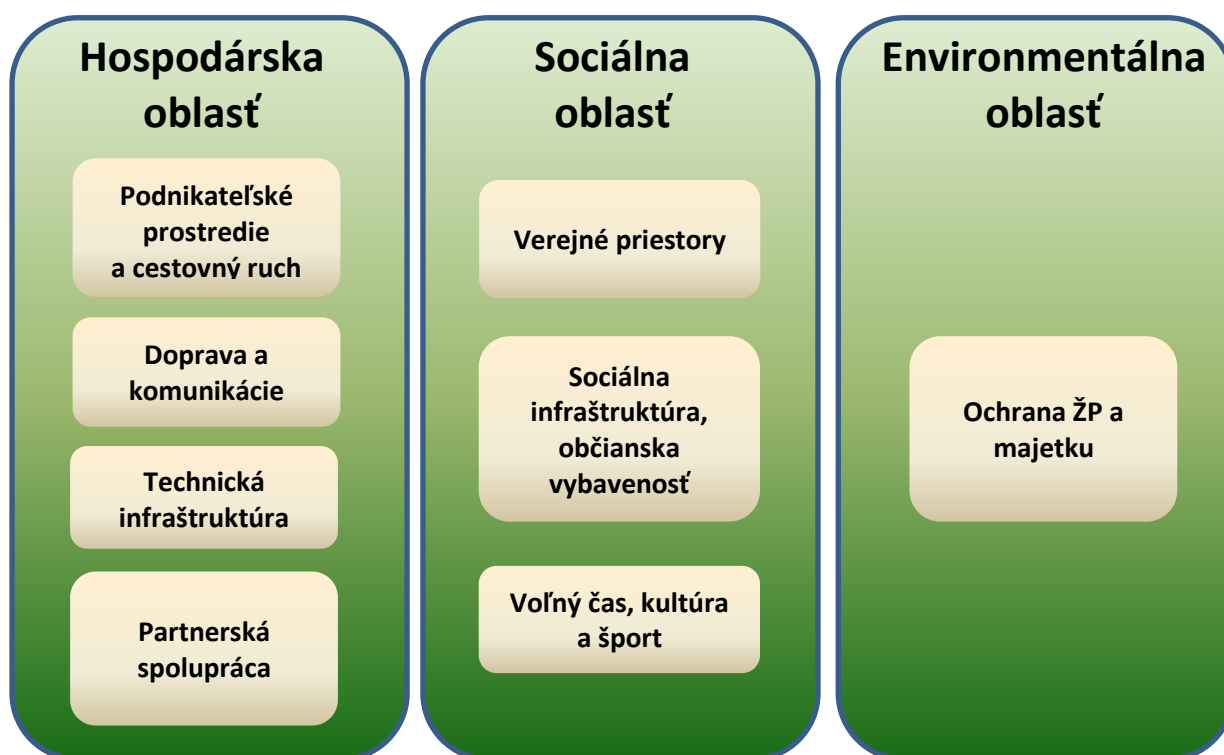 Hospodárska
oblasť
Podnikateľské
prostredie
a cestovný ruch
Doprava a
komunikácie
Technická
infraštruktúra
Partnerská
spolupráca
Sociálna
oblasť
Verejné priestory
Sociálna
infraštruktúra,
občianska
vybavenosť
Voľný čas, kultúra
a šport
Environmentálna
oblasť
Ochrana ŽP a
majetku